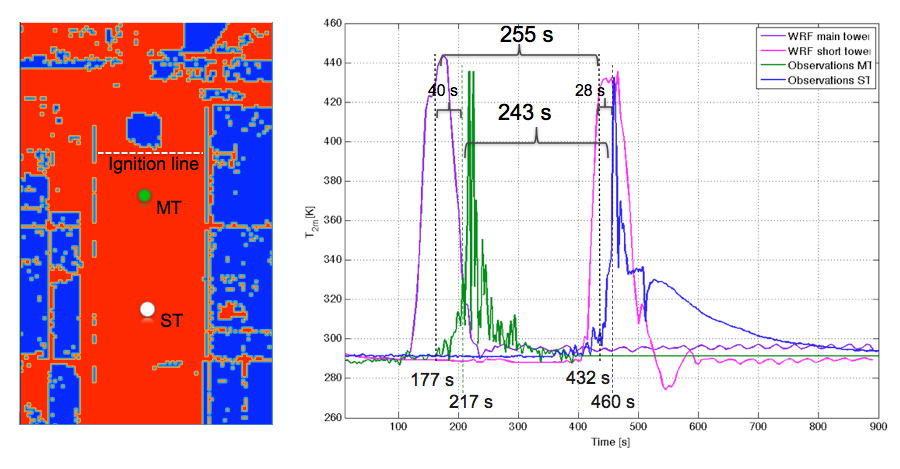 Ignition line
MT
ST
255 s
40 s
28 s
243 s
177 s
217 s
432 s
460 s
WRF main tower
WRF short tower
Observations MT
Observations ST
460
440
420
400
380
360
340
320
300
280
260
T2m[K]
100 200 300 400 500 600 700 800 900
Time [s]